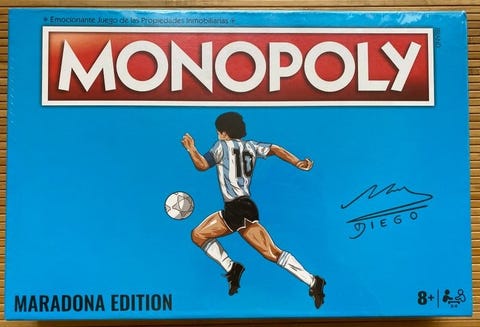 Emocionante Juego de las Propiedades Inmobiliarias
MONOPOLY
10
DIEGO
MARADONA EDITION
8+